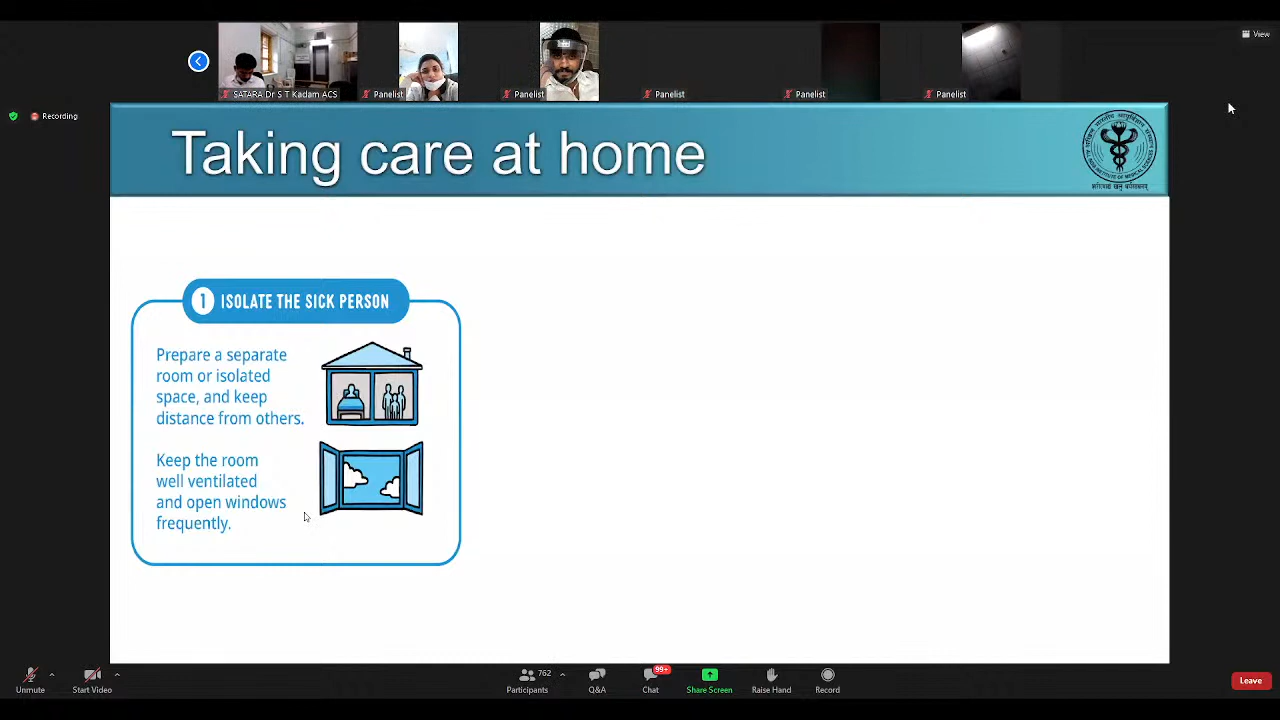 View
SATARA Dr S T Kadam ACS
Panelist
Panelist
Panelist
Panelist
Panelist
Recording
Taking care at home
1 ISOLATE THE SICK PERSON
Prepare a separate
room or isolated
space, and keep
distance from others.
Keep the room
well ventilated
and open windows
frequently.
Unmute
Start Video
762
Participants
Q&A
99+
Chat
Share Screen
Raise Hand
Record
Leave